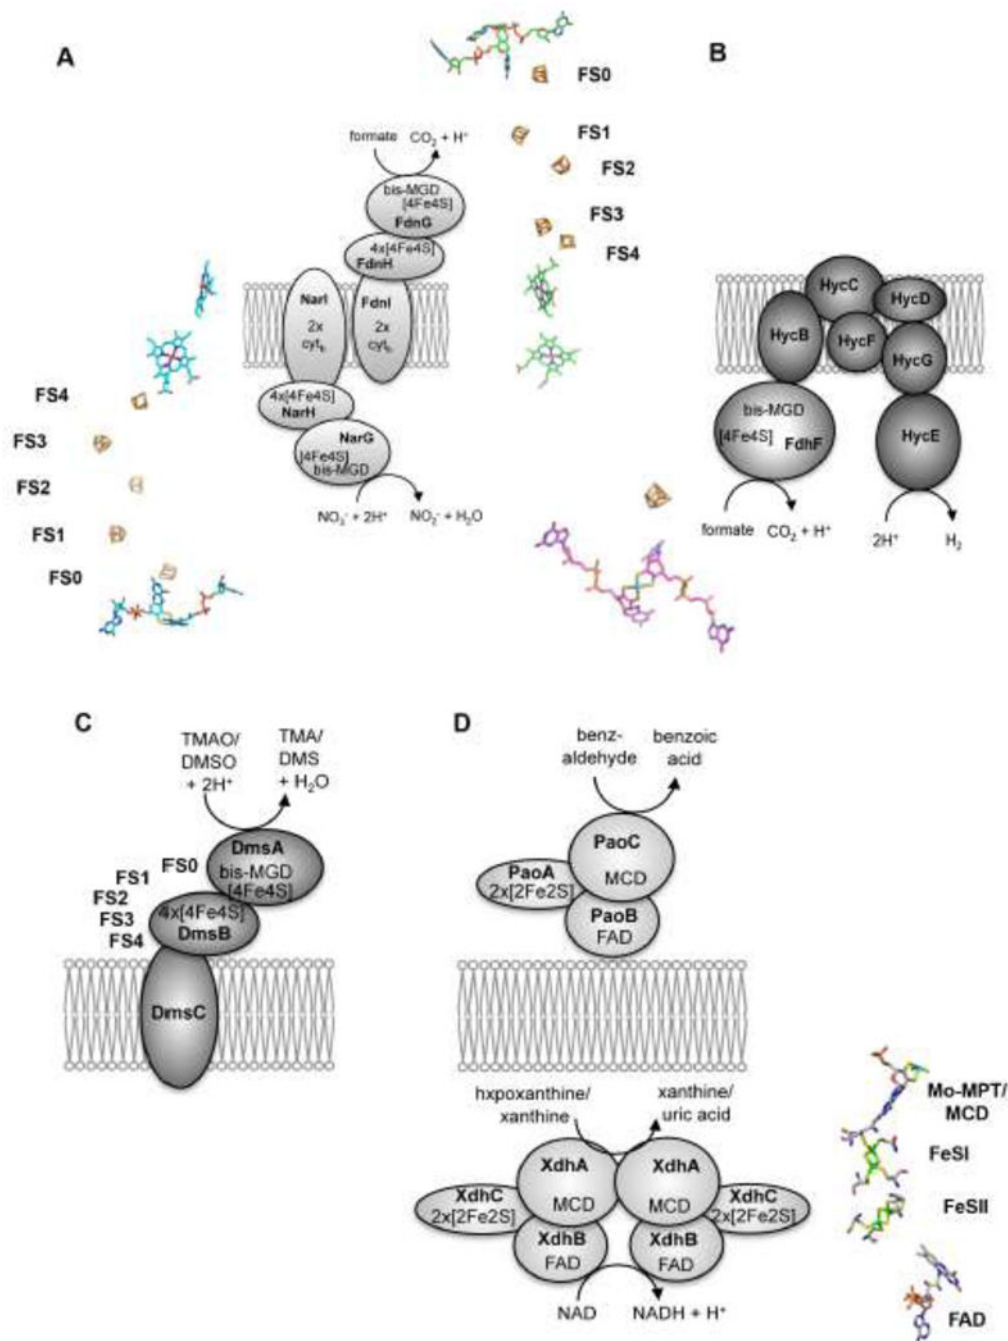 A
B
FS0
FS1
FS2
FS3
FS4
formate CO₂ + H⁺
bis-MGD
[4Fe4S]
FdnG
4x[4Fe4S]
FdnH
NarI
2x
cyt_b
FdnI
2x
cyt_b
4x[4Fe4S]
NarH
NarG
[4Fe4S]
bis-MGD
NO₃⁻ + 2H⁺ NO₂⁻ + H₂O
FS4
FS3
FS2
FS1
FS0
HycC
HycD
HycB
HycF
HycG
bis-MGD
[4Fe4S]
FdhF
HycE
formate CO₂ + H⁺
2H⁺ H₂
C
TMAO/
DMSO
+ 2H⁺
TMA/
DMS
+ H₂O
DmsA
bis-MGD
[4Fe4S]
FS0
FS1
FS2
FS3
FS4
4x[4Fe4S]
DmsB
DmsC
D
benz-
aldehyde
benzoic
acid
PaoC
MCD
PaoA
2x[2Fe2S]
PaoB
FAD
hxpoxanthine/
xanthine
xanthine/
uric acid
XdhA
MCD
XdhA
MCD
XdhC
2x[2Fe2S]
XdhC
2x[2Fe2S]
XdhB
FAD
XdhB
FAD
NAD NADH + H⁺
Mo-MPT/
MCD
FeSI
FeSII
FAD